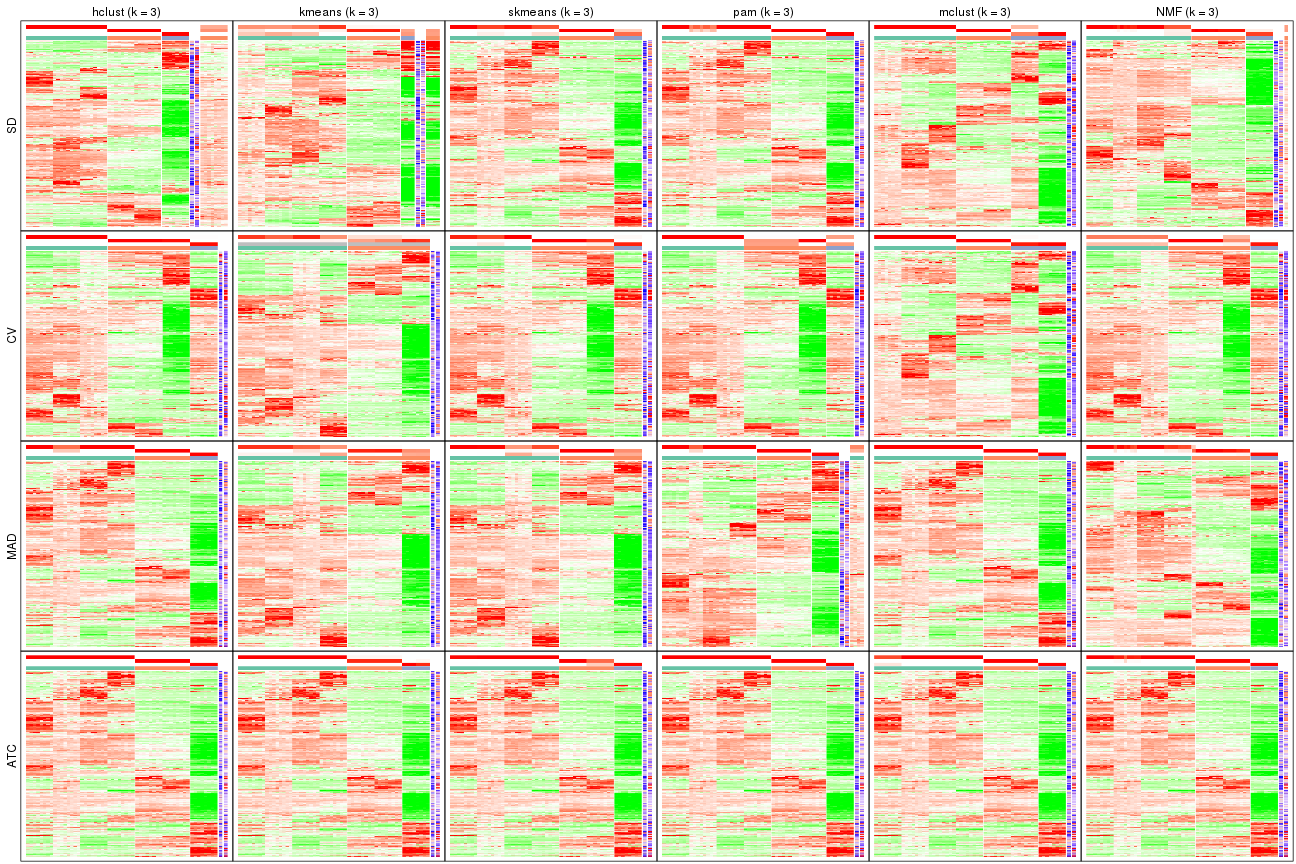 hclust (k = 3) kmeans (k = 3) skmeans (k = 3) pam (k = 3) mclust (k = 3) NMF (k = 3)
SD
CV
MAD
ATC